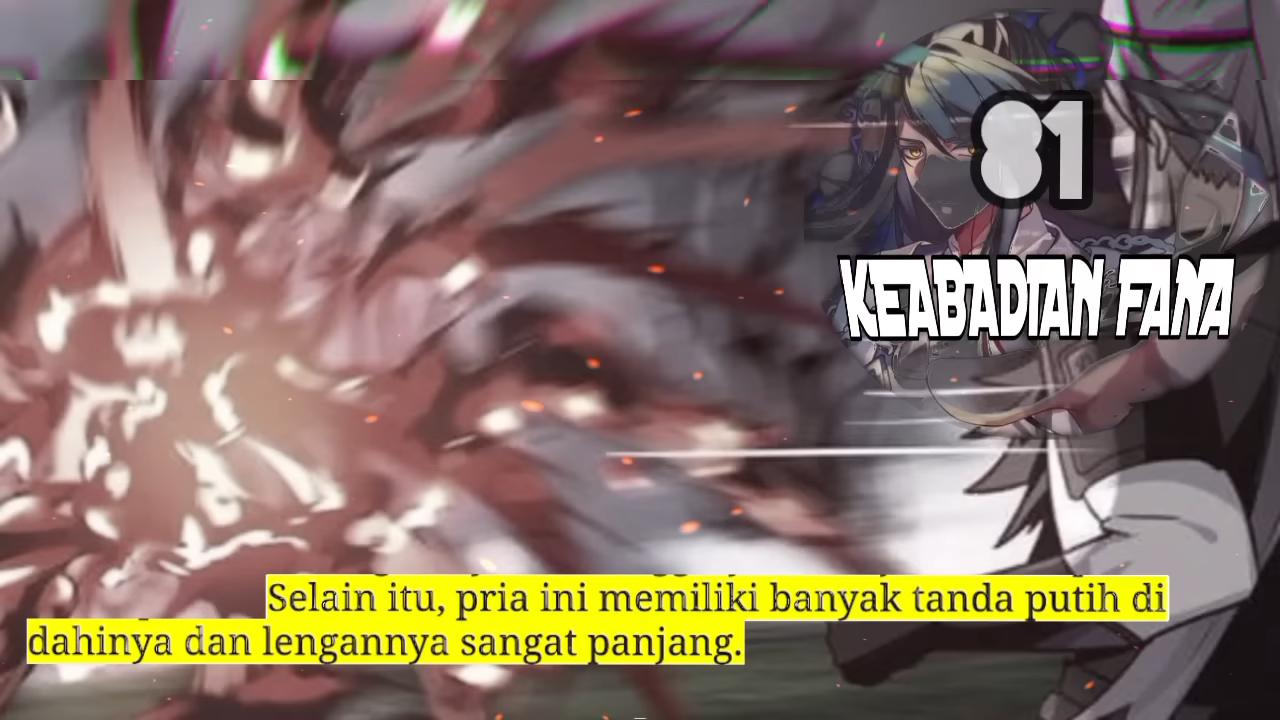 81
KEABADIAN FANA
Selain itu, pria ini memiliki banyak tanda putih di
dahinya dan lengannya sangat panjang.